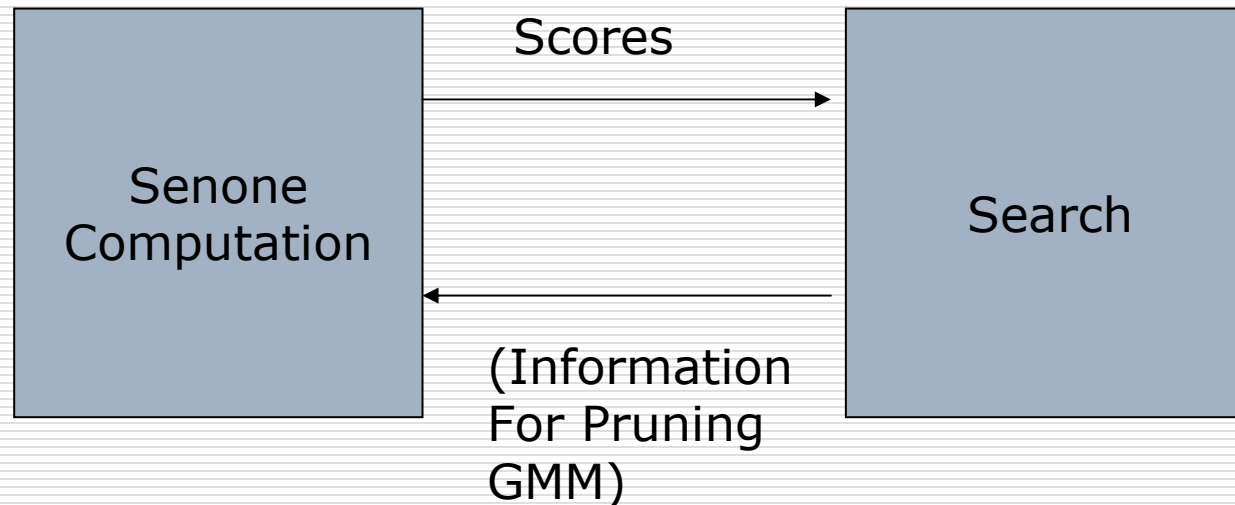 Scores
Senone
Computation
Search
(Information
For Pruning
GMM)